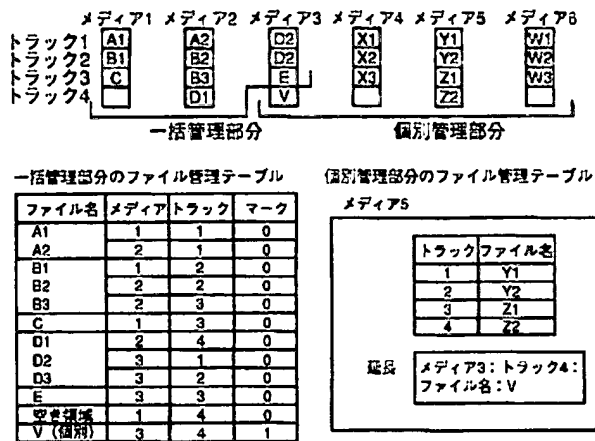 メディア1 メディア2 メディア3 メディア4 メディア5 メディア6
トラック1 A1 A2 D2 X1 Y1 W1
トラック2 B1 B2 D2 X2 Y2 W2
トラック3 C B3 E X3 Z1 W3
トラック4 D1 V Z2
一括管理部分 個別管理部分
一括管理部分のファイル管理テーブル
ファイル名 メディア トラック マーク
A1 1 1 0
A2 2 1 0
B1 1 2 0
B2 2 2 0
B3 2 3 0
C 1 3 0
D1 2 4 0
D2 3 1 0
D3 3 2 0
E 3 3 0
空き領域 1 4 0
V (個別) 3 4 1
個別管理部分のファイル管理テーブル
メディア5
トラック ファイル名
1 Y1
2 Y2
3 Z1
4 Z2
延長 メディア3:トラック4:
ファイル名:V